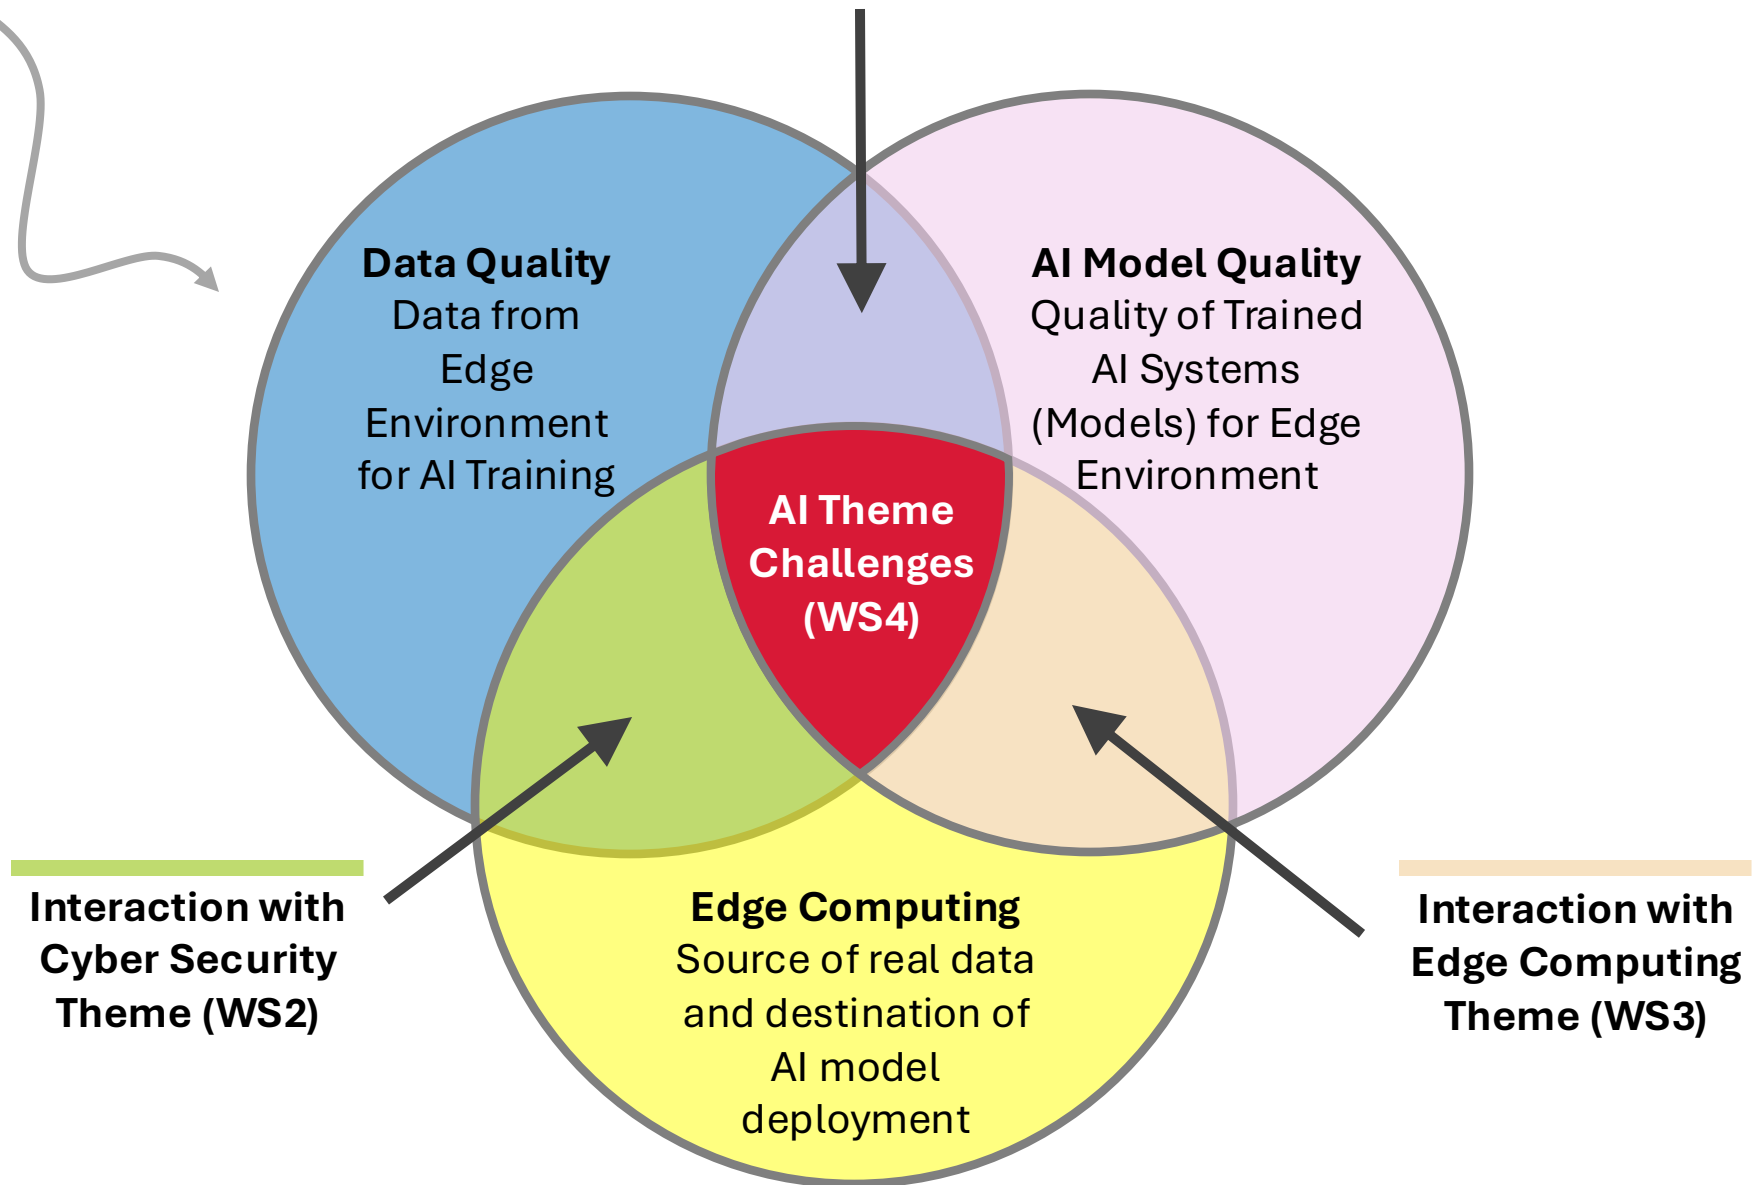 Data Quality
Data from
Edge
Environment
for AI Training
AI Model Quality
Quality of Trained
AI Systems
(Models) for Edge
Environment
AI Theme
Challenges
(WS4)
Interaction with
Cyber Security
Theme (WS2)
Edge Computing
Source of real data
and destination of
AI model
deployment
Interaction with
Edge Computing
Theme (WS3)